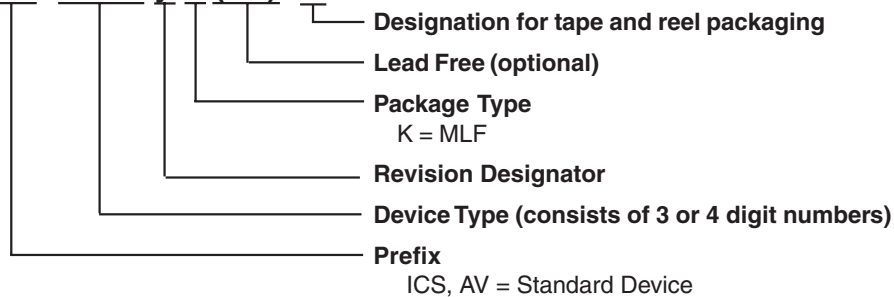 Designation for tape and reel packaging
Lead Free (optional)
Package Type
K = MLF
Revision Designator
Device Type (consists of 3 or 4 digit numbers)
Prefix
ICS, AV = Standard Device